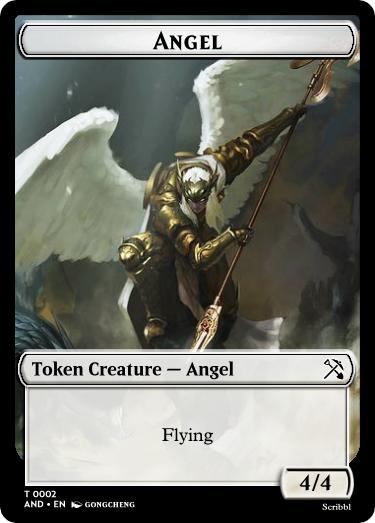 ANGEL
Token Creature — Angel
Flying
4/4
T 0002
AND • EN GONGCHENG
Scribbl